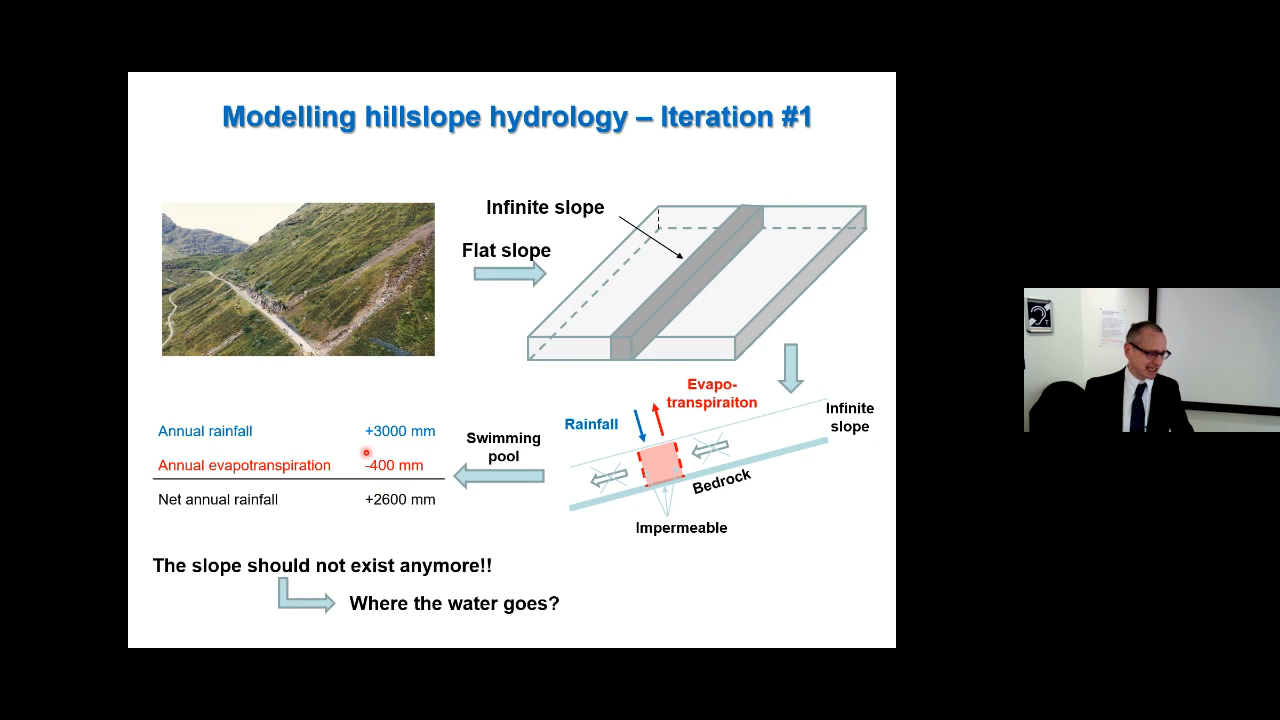 Modelling hillslope hydrology – Iteration #1
Infinite slope
Flat slope
Evapo-
transpiraiton
Rainfall
Infinite
slope
Swimming
pool
Bedrock
Impermeable
Annual rainfall +3000 mm
Annual evapotranspiration -400 mm
Net annual rainfall +2600 mm
The slope should not exist anymore!!
Where the water goes?
T